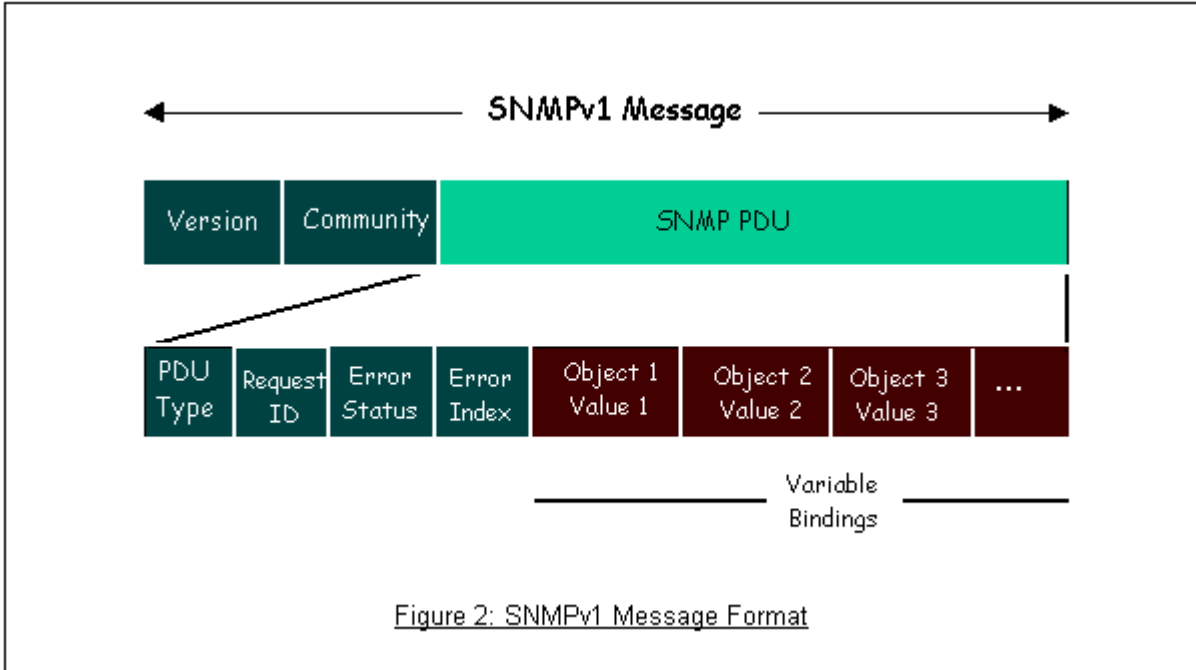 SNMPv1 Message
Version
Community
SNMP PDU
PDU
Type
Request
ID
Error
Status
Error
Index
Object 1
Value 1
Object 2
Value 2
Object 3
Value 3
...
Variable
Bindings
Figure 2: SNMPv1 Message Format